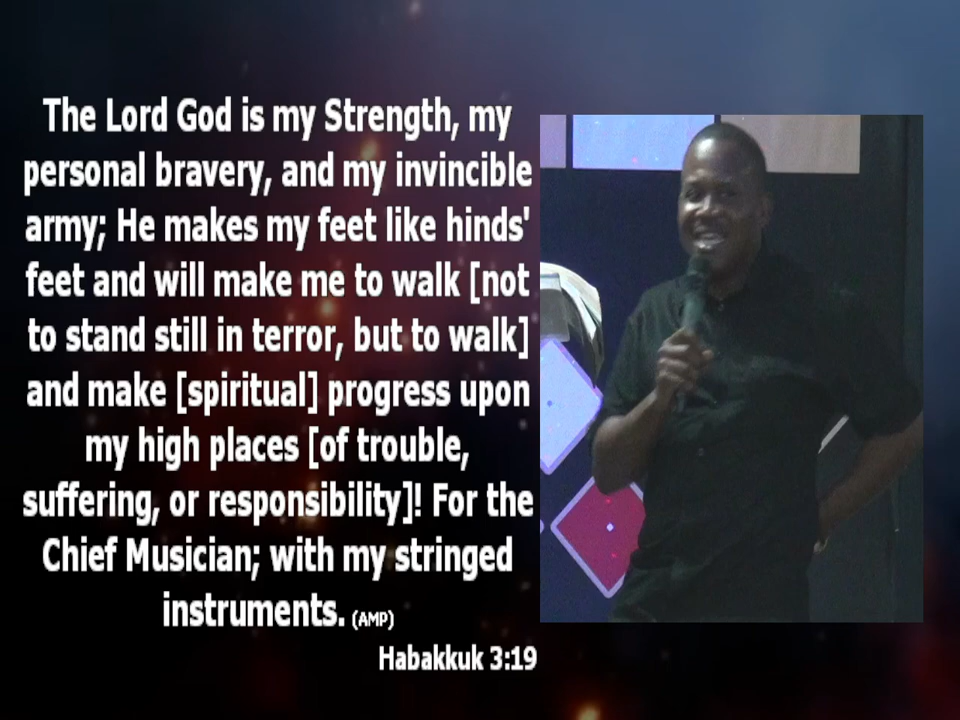 The Lord God is my Strength, my
personal bravery, and my invincible
army; He makes my feet like hinds'
feet and will make me to walk [not
to stand still in terror, but to walk]
and make [spiritual] progress upon
my high places [of trouble,
suffering, or responsibility]! For the
Chief Musician; with my stringed
instruments. (AMP)
Habakkuk 3:19